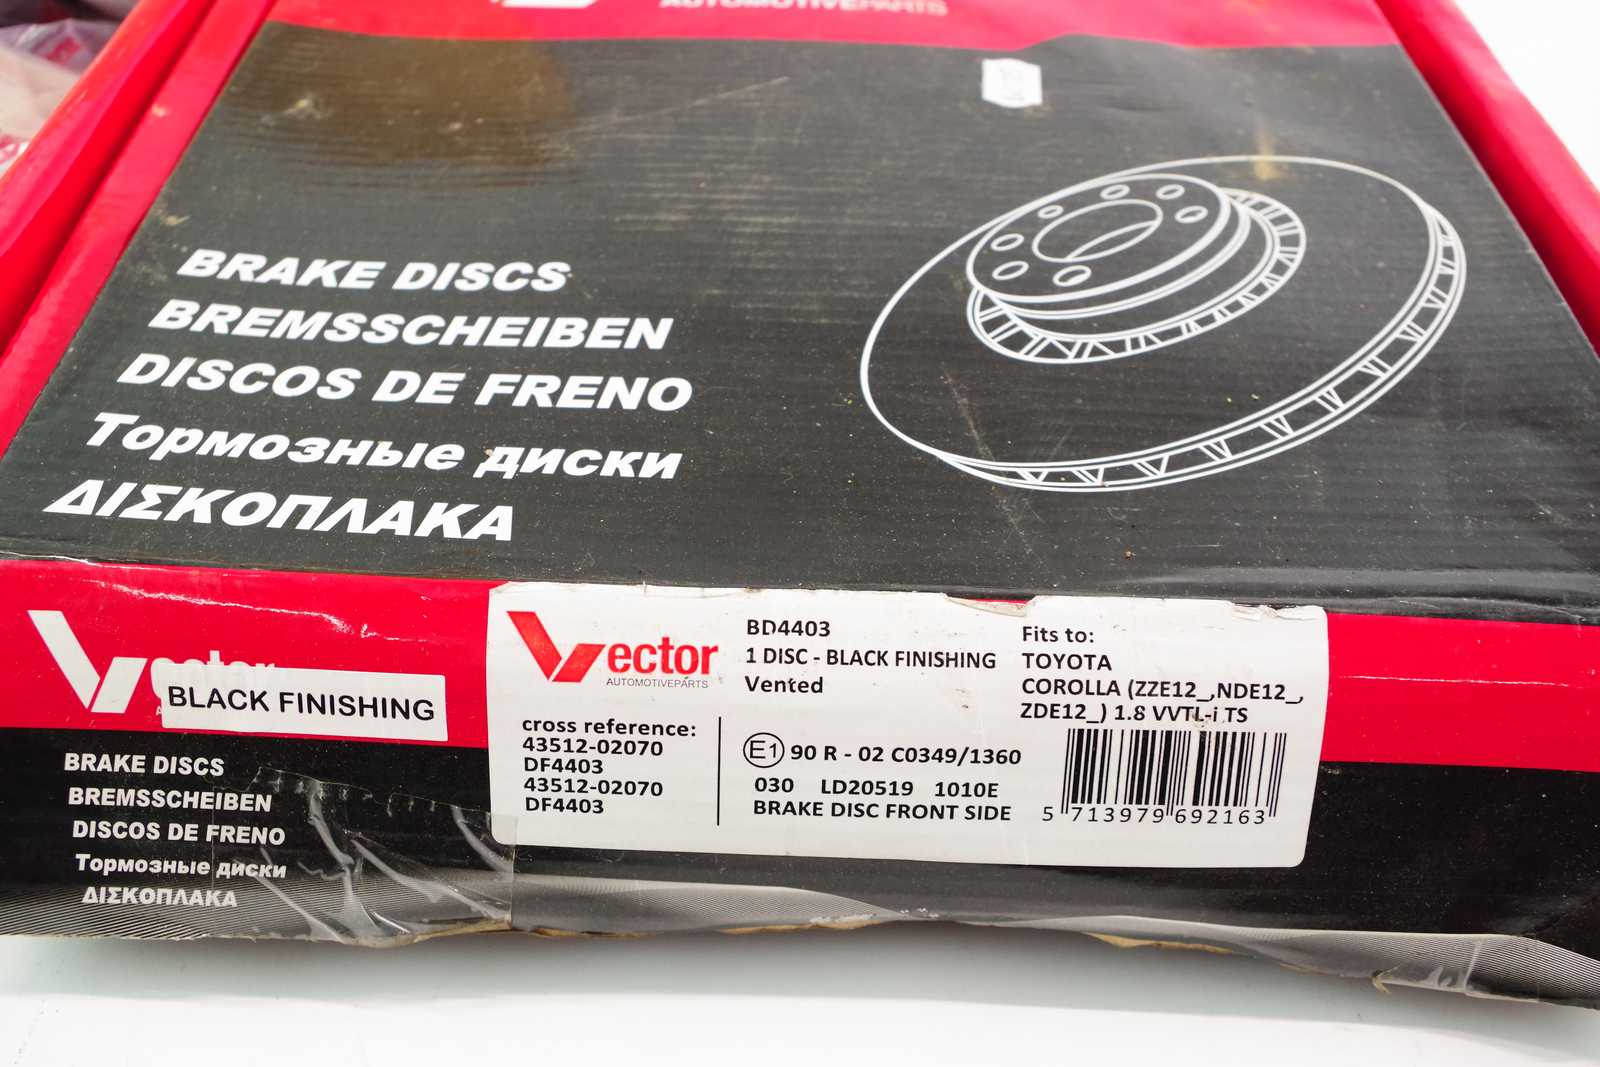 AUTOMOTIVEPARTS
BRAKE DISCS
BREMSSCHEIBEN
DISCOS DE FRENO
Тормозные диски
ΔΙΣΚΟΠΛΑΚΑ
Vector
BLACK FINISHING
BRAKE DISCS
BREMSSCHEIBEN
DISCOS DE FRENO
Тормозные диски
ΔΙΣΚΟΠΛΑΚΑ
Vector
AUTOMOTIVEPARTS
cross reference:
43512-02070
DF4403
43512-02070
DF4403
BD4403
1 DISC - BLACK FINISHING
Vented
E1 90 R - 02 C0349/1360
030 LD20519 1010E
BRAKE DISC FRONT SIDE
Fits to:
TOYOTA
COROLLA (ZZE12_,NDE12_,
ZDE12_) 1.8 VVTL-i TS
5 713979 692163